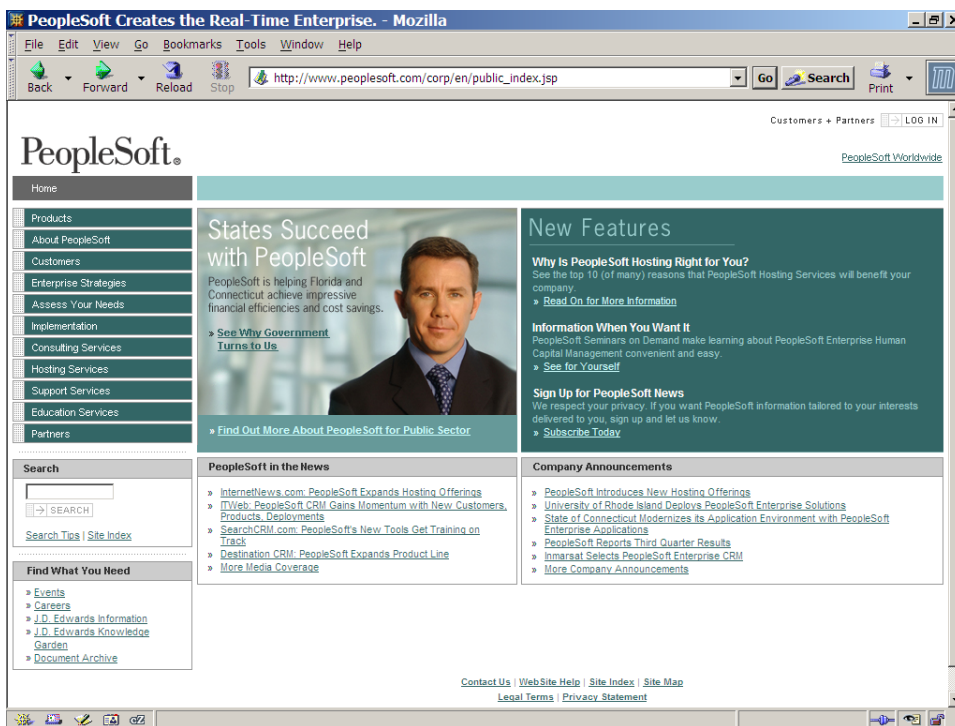 PeopleSoft Creates the Real-Time Enterprise. - Mozilla
File Edit View Go Bookmarks Tools Window Help
Back Forward Reload Stop http://www.peoplesoft.com/corp/en/public_index.jsp Go Search Print
Customers + Partners LOG IN
PeopleSoft.
PeopleSoft Worldwide
Home
Products
About PeopleSoft
Customers
Enterprise Strategies
Assess Your Needs
Implementation
Consulting Services
Hosting Services
Support Services
Education Services
Partners
States Succeed
with PeopleSoft
PeopleSoft is helping Florida and
Connecticut achieve impressive
financial efficiencies and cost savings.
» See Why Government
Turns to Us
» Find Out More About PeopleSoft for Public Sector
New Features
Why Is PeopleSoft Hosting Right for You?
See the top 10 (of many) reasons that PeopleSoft Hosting Services will benefit your
company.
» Read On for More Information
Information When You Want It
PeopleSoft Seminars on Demand make learning about PeopleSoft Enterprise Human
Capital Management convenient and easy.
» See for Yourself
Sign Up for PeopleSoft News
We respect your privacy. If you want PeopleSoft information tailored to your interests
delivered to you, sign up and let us know.
» Subscribe Today
Search
SEARCH
Search Tips | Site Index
Find What You Need
» Events
» Careers
» J.D. Edwards Information
» J.D. Edwards Knowledge
Garden
» Document Archive
PeopleSoft in the News
» InternetNews.com: PeopleSoft Expands Hosting Offerings
» ITWeb: PeopleSoft CRM Gains Momentum with New Customers,
Products, Deployments
» SearchCRM.com: PeopleSoft's New Tools Get Training on
Track
» Destination CRM: PeopleSoft Expands Product Line
» More Media Coverage
Company Announcements
» PeopleSoft Introduces New Hosting Offerings
» University of Rhode Island Deploys PeopleSoft Enterprise Solutions
» State of Connecticut Modernizes its Application Environment with PeopleSoft
Enterprise Applications
» PeopleSoft Reports Third Quarter Results
» Inmarsat Selects PeopleSoft Enterprise CRM
» More Company Announcements
Contact Us | WebSite Help | Site Index | Site Map
Legal Terms | Privacy Statement